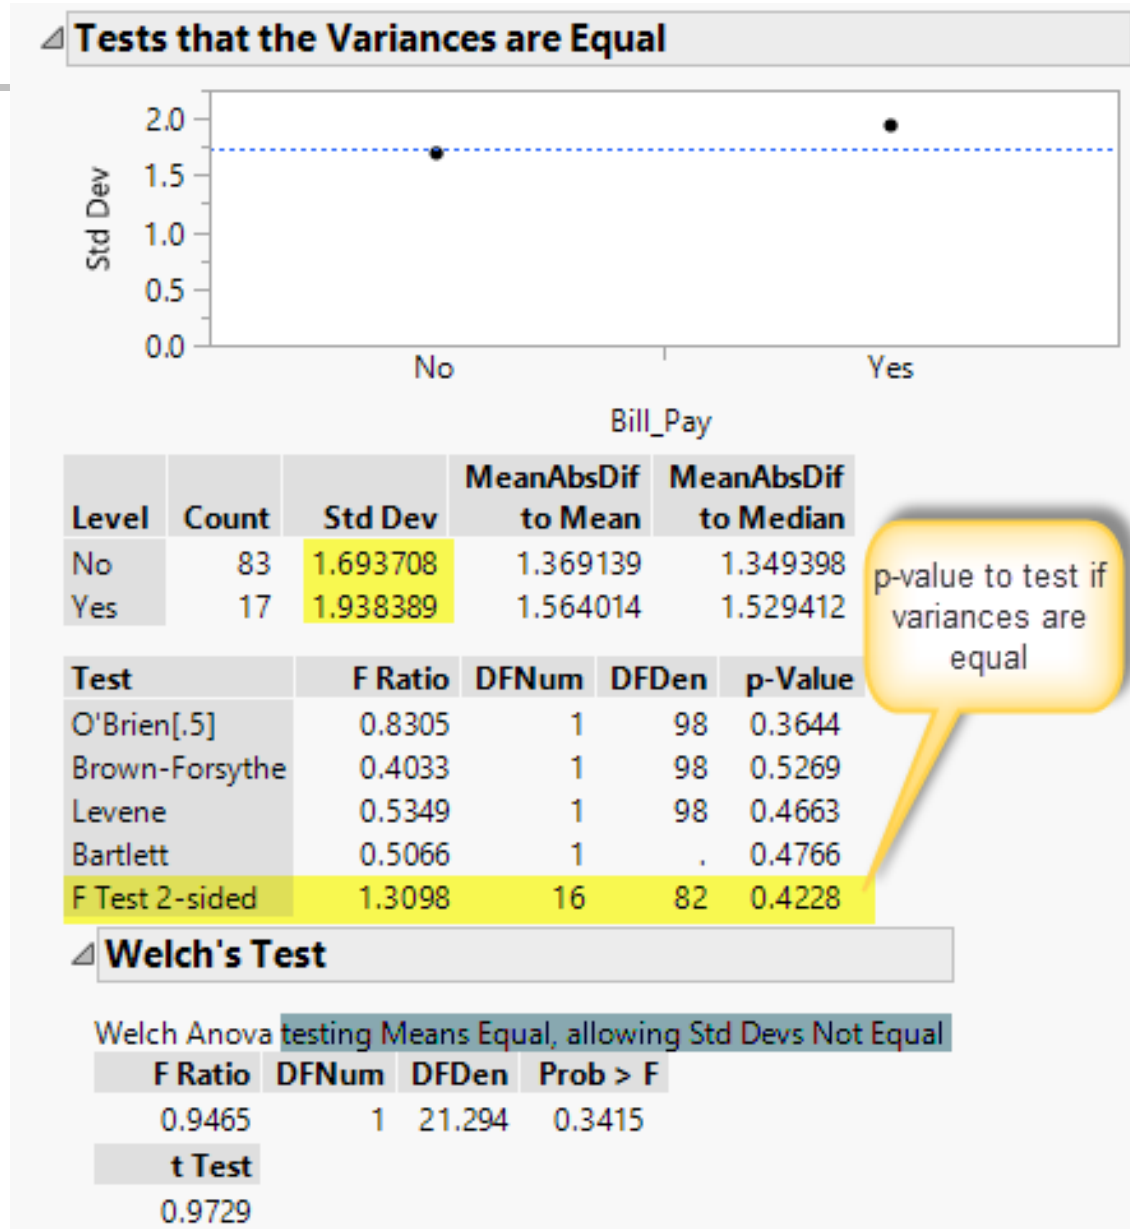 Tests that the Variances are Equal
2.0
1.5
1.0
0.5
0.0
Std Dev
No Yes
Bill_Pay
Level Count Std Dev MeanAbsDif to Mean MeanAbsDif to Median
No 83 1.693708 1.369139 1.349398
Yes 17 1.938389 1.564014 1.529412
p-value to test if
variances are
equal
Test F Ratio DFNum DFDen p-Value
O'Brien[.5] 0.8305 1 98 0.3644
Brown-Forsythe 0.4033 1 98 0.5269
Levene 0.5349 1 98 0.4663
Bartlett 0.5066 1 . 0.4766
F Test 2-sided 1.3098 16 82 0.4228
Welch's Test
Welch Anova testing Means Equal, allowing Std Devs Not Equal
F Ratio DFNum DFDen Prob > F
0.9465 1 21.294 0.3415
t Test
0.9729